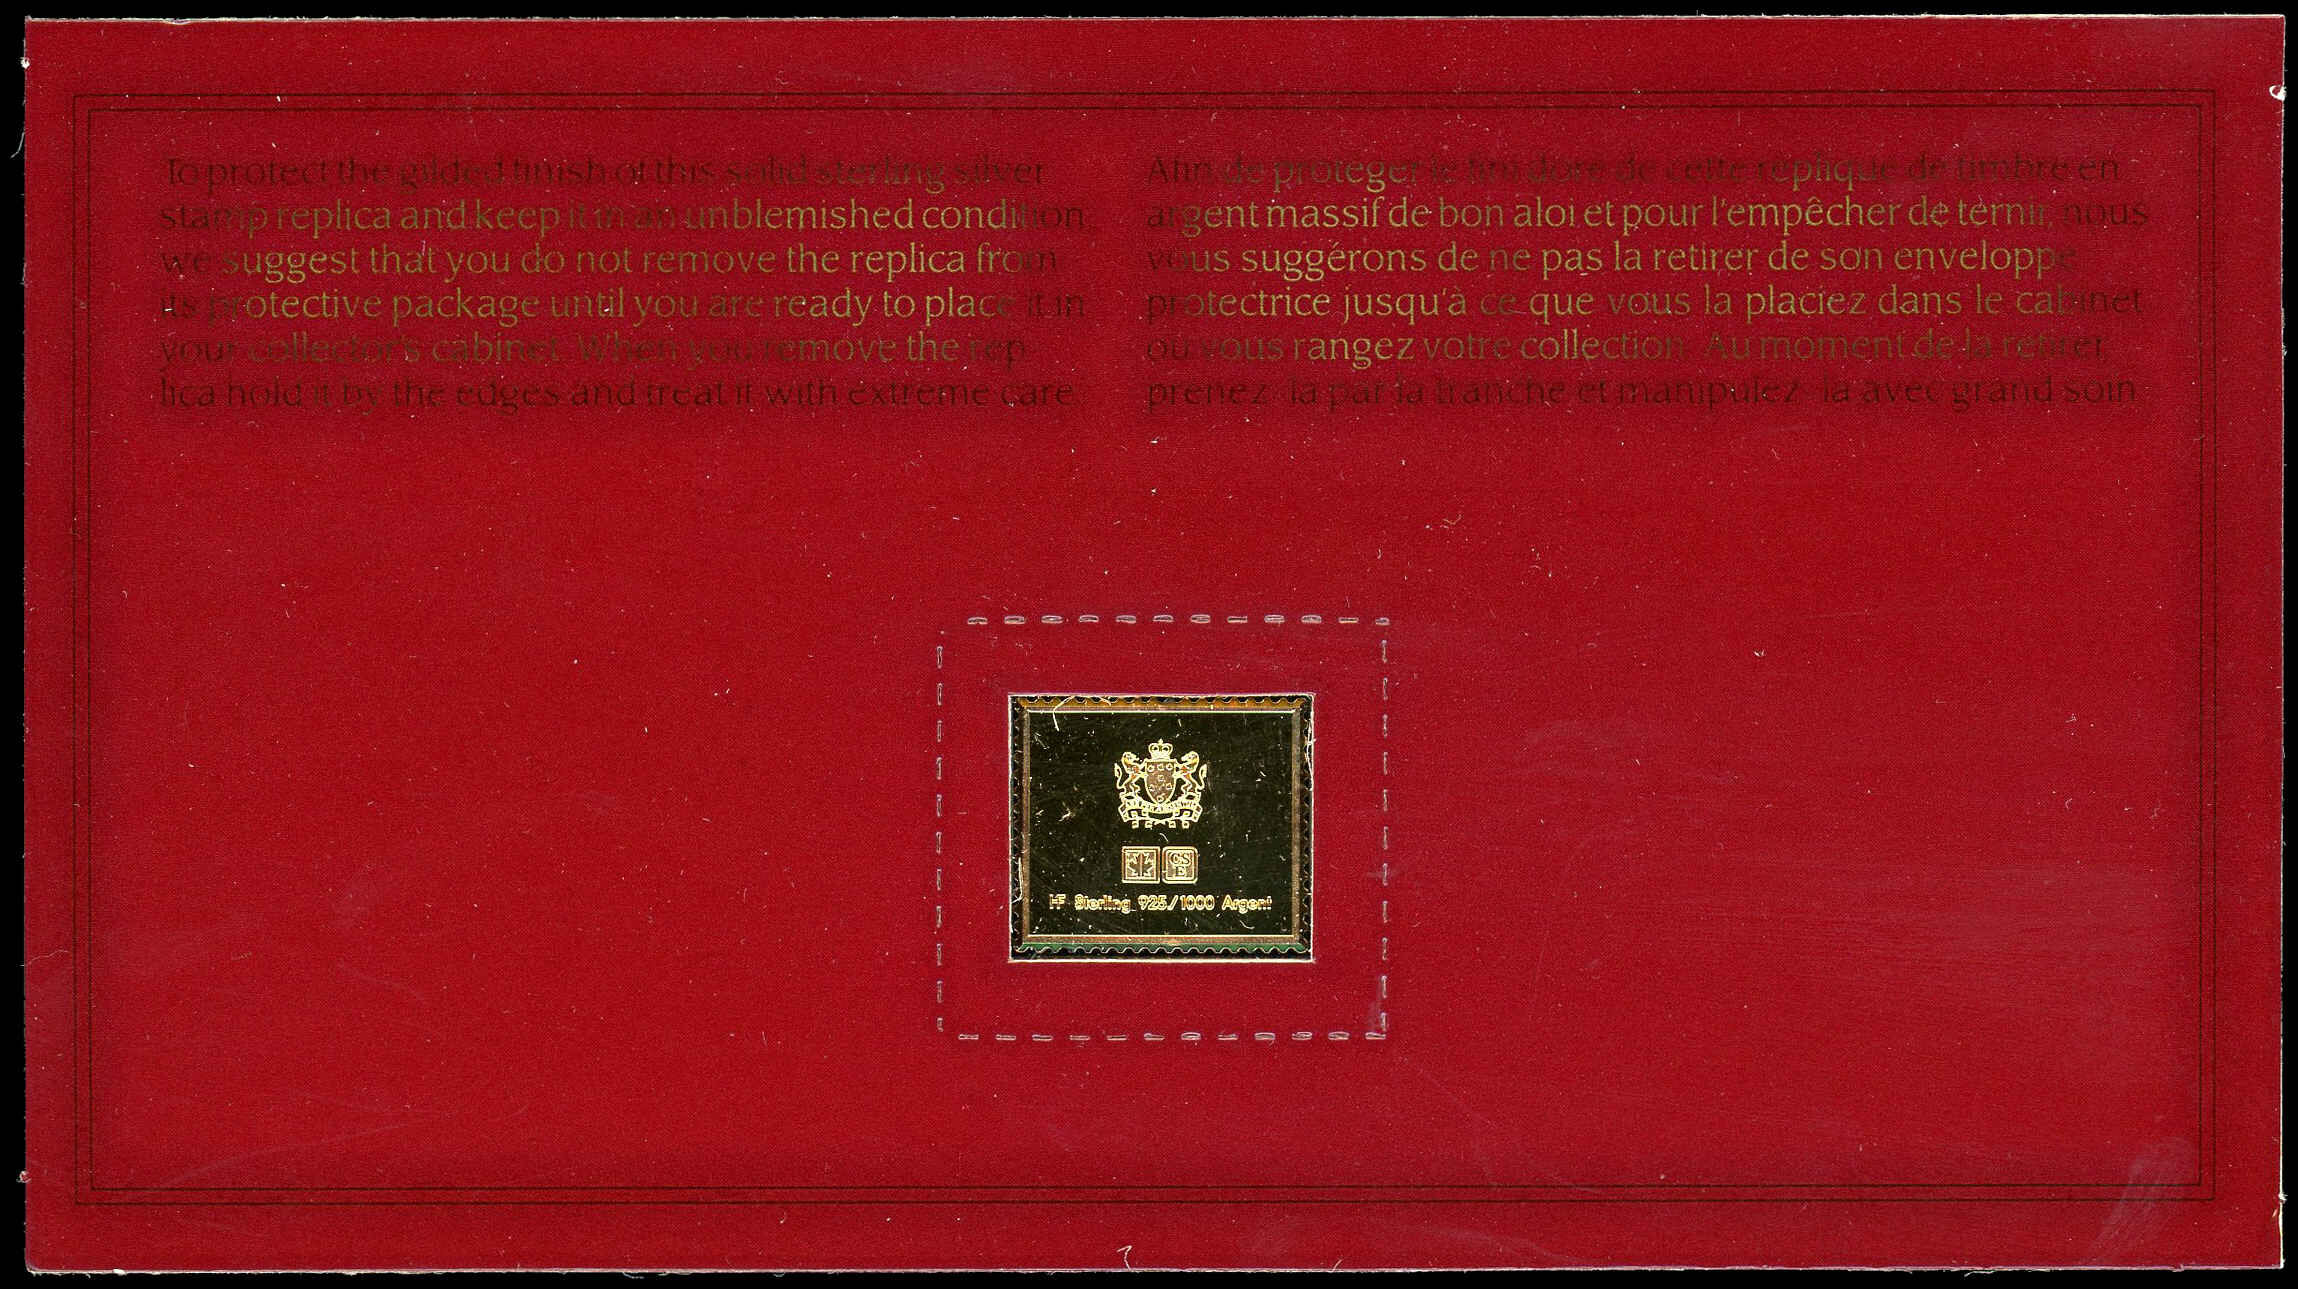 To protect the gilded finish of this solid sterling silver
stamp replica and keep it in an unblemished condition,
we suggest that you do not remove the replica from
its protective package until you are ready to place it in
your collector's cabinet. When you remove the rep-
lica hold it by the edges and treat it with extreme care.
Afin de protéger le fini doré de cette réplique de timbre en
argent massif de bon aloi et pour l'empêcher de ternir, nous
vous suggérons de ne pas la retirer de son enveloppe
protectrice jusqu'à ce que vous la placiez dans le cabinet
où vous rangez votre collection. Au moment de la retirer
prenez-la par la tranche et manipulez-la avec grand soin.
CS
E
HF Sterling 925/1000 Argent